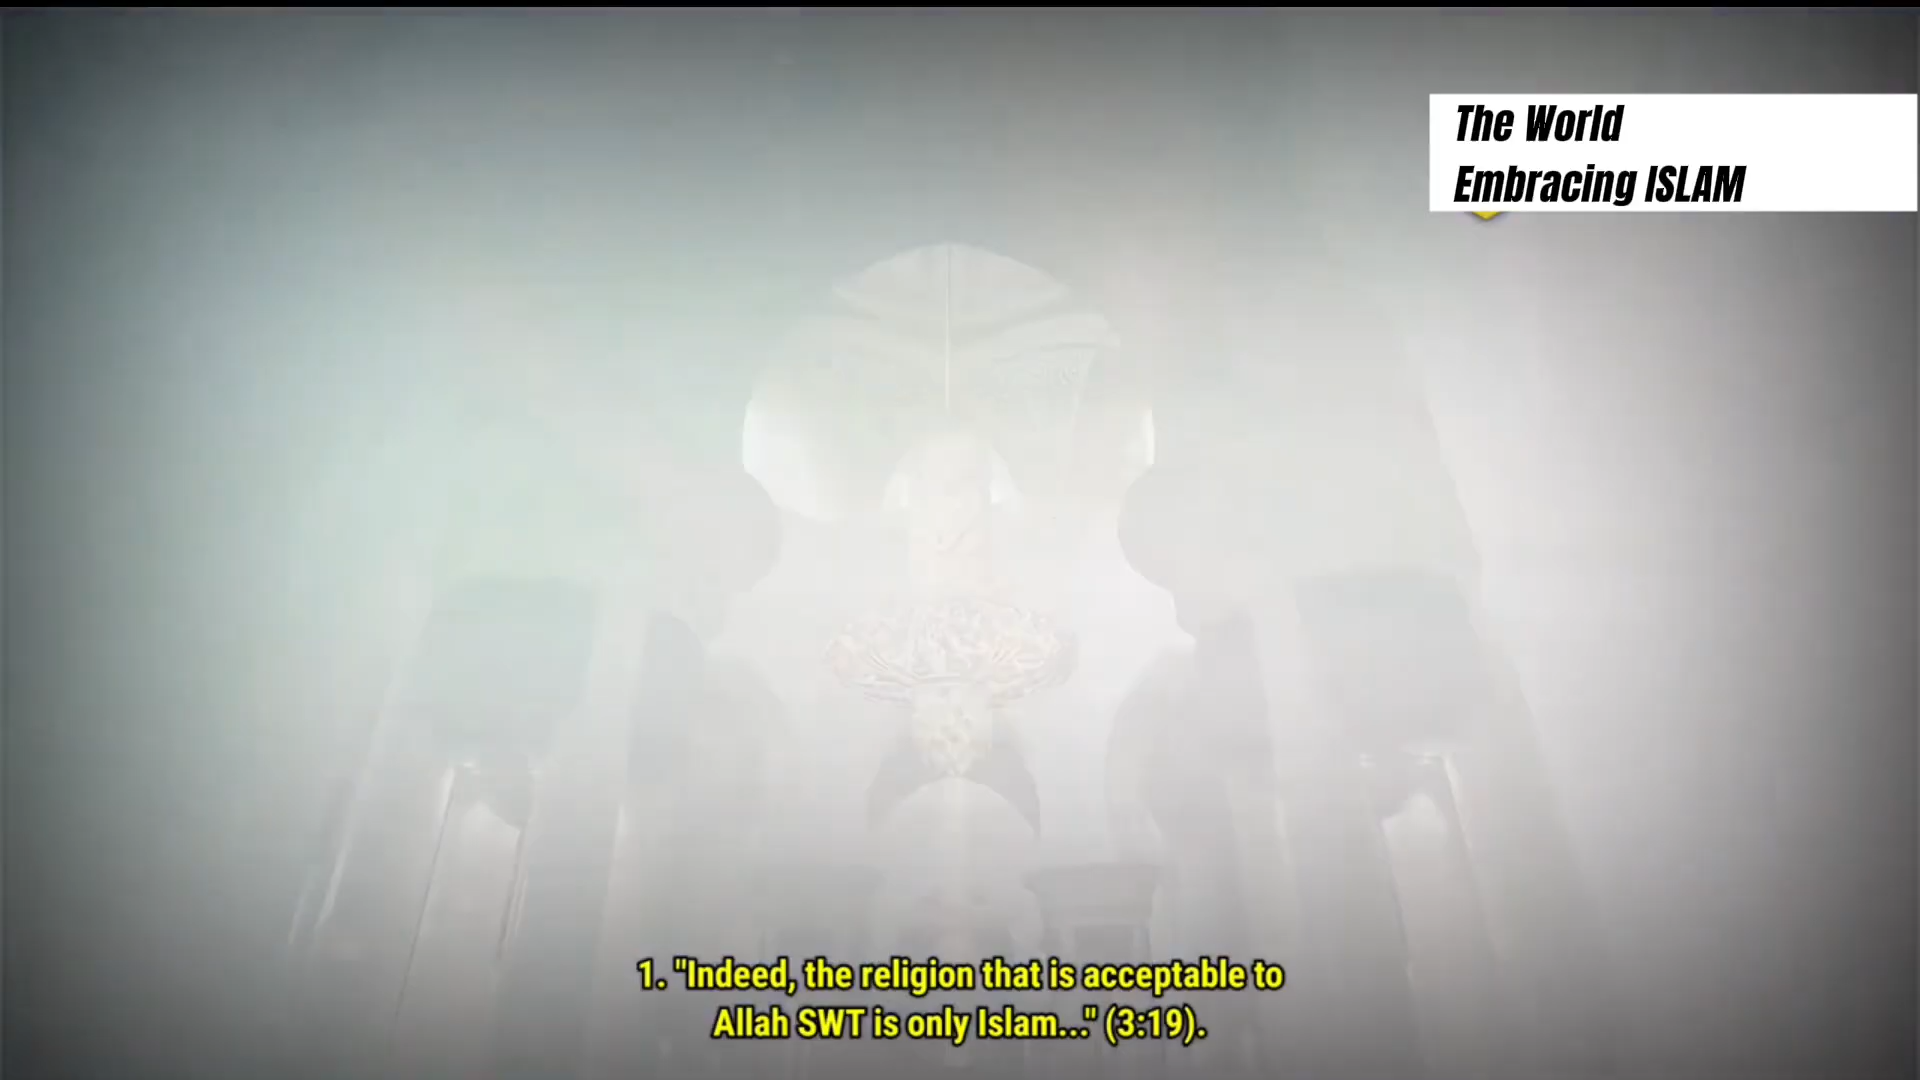 The World
Embracing ISLAM
1. "Indeed, the religion that is acceptable to
Allah SWT is only Islam..." (3:19).